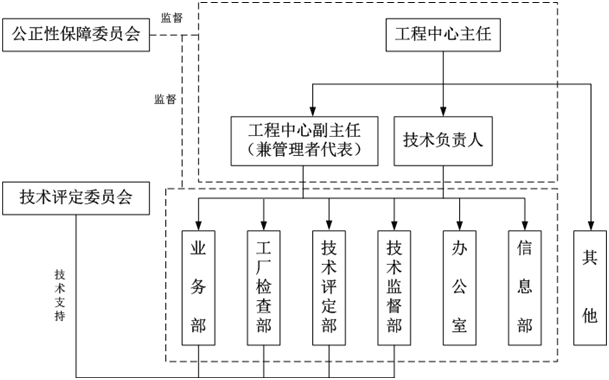 监督
公正性保障委员会
工程中心主任
监督
工程中心副主任
（兼管理者代表）
技术负责人
技术评定委员会
技术支持
业务部
工厂检查部
技术评定部
技术监督部
办公室
信息部
其他